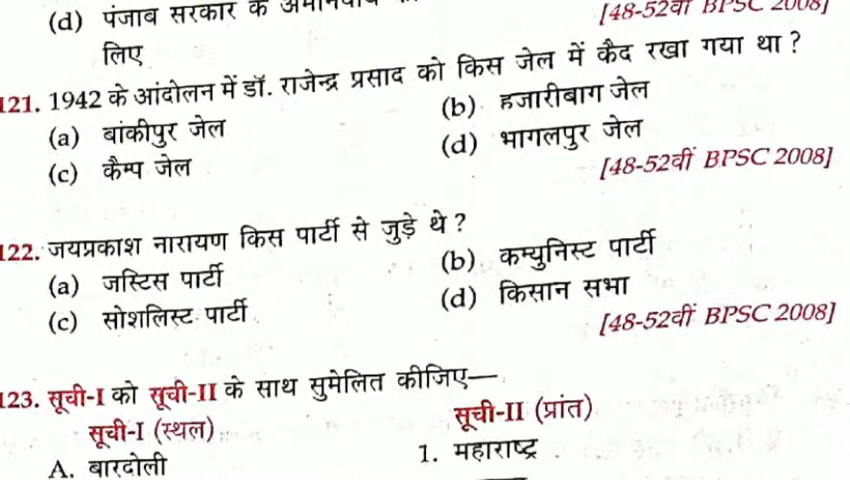 (d) पंजाब सरकार के
[48-52वीं BPSC 2008]
लिए
121. 1942 के आंदोलन में डॉ. राजेन्द्र प्रसाद को किस जेल में कैद रखा गया था?
(a) बांकीपुर जेल (b) हजारीबाग जेल
(c) कैम्प जेल (d) भागलपुर जेल
[48-52वीं BPSC 2008]
122. जयप्रकाश नारायण किस पार्टी से जुड़े थे?
(a) जस्टिस पार्टी (b) कम्युनिस्ट पार्टी
(c) सोशलिस्ट पार्टी (d) किसान सभा
[48-52वीं BPSC 2008]
123. सूची-I को सूची-II के साथ सुमेलित कीजिए—
सूची-I (स्थल) सूची-II (प्रांत)
A. बारदोली 1. महाराष्ट्र